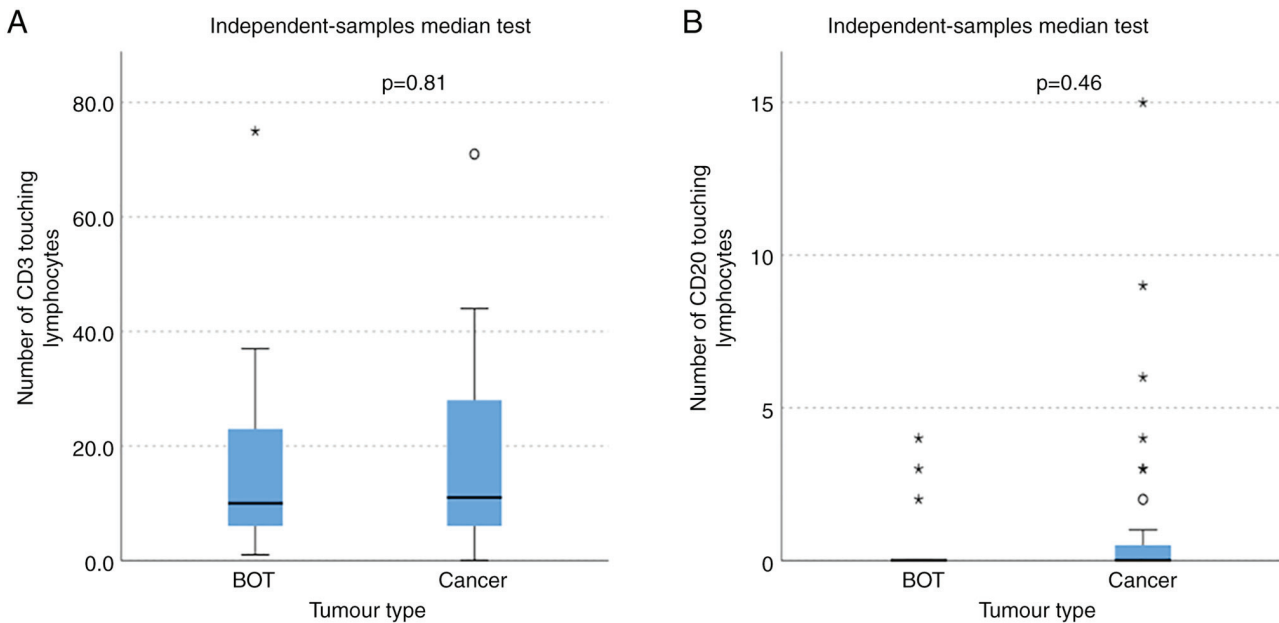 A
Independent-samples median test
p=0.81
80.0
60.0
40.0
20.0
0.0
Number of CD3 touching
lymphocytes
BOT
Cancer
Tumour type
B
Independent-samples median test
p=0.46
15
10
5
0
Number of CD20 touching
lymphocytes
BOT
Cancer
Tumour type